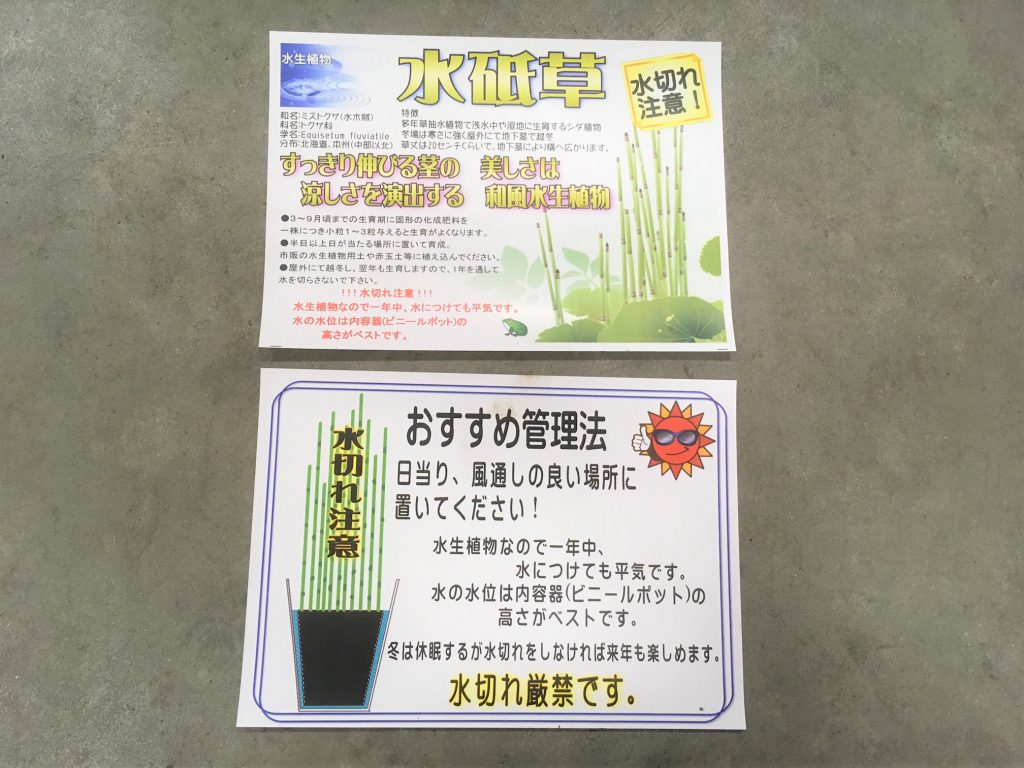 水生植物
水砥草
水切れ
注意！
和名：ミズトクサ(水木賊)
科名：トクサ科
学名：Equisetum fluviatile
分布：北海道、本州(中部以北)
特徴
多年草抽水植物で浅水中や湿地に生育するシダ植物
冬場は寒さに強く屋外にて地下茎で越冬
草丈は20センチくらいで、地下茎により横へ広がります。
すっきり伸びる茎の　美しさは
涼しさを演出する　和風水生植物
●3～9月頃までの生育期に固形の化成肥料を
一株につき小粒1～3粒与えると生育がよくなります。
●半日以上日が当たる場所に置いて育成。
市販の水生植物用土や赤玉土等に植え込んでください。
●屋外にて越冬し、翌年も生育しますので、1年を通して
水を切らさないで下さい。
!!!水切れ注意!!!
水生植物なので一年中、水につけても平気です。
水の水位は内容器(ビニールポット)の
高さがベストです。
水切れ注意
おすすめ管理法
日当り、風通しの良い場所に
置いてください！
水生植物なので一年中、
水につけても平気です。
水の水位は内容器(ビニールポット)の
高さがベストです。
冬は休眠するが水切れをしなければ来年も楽しめます。
水切れ厳禁です。